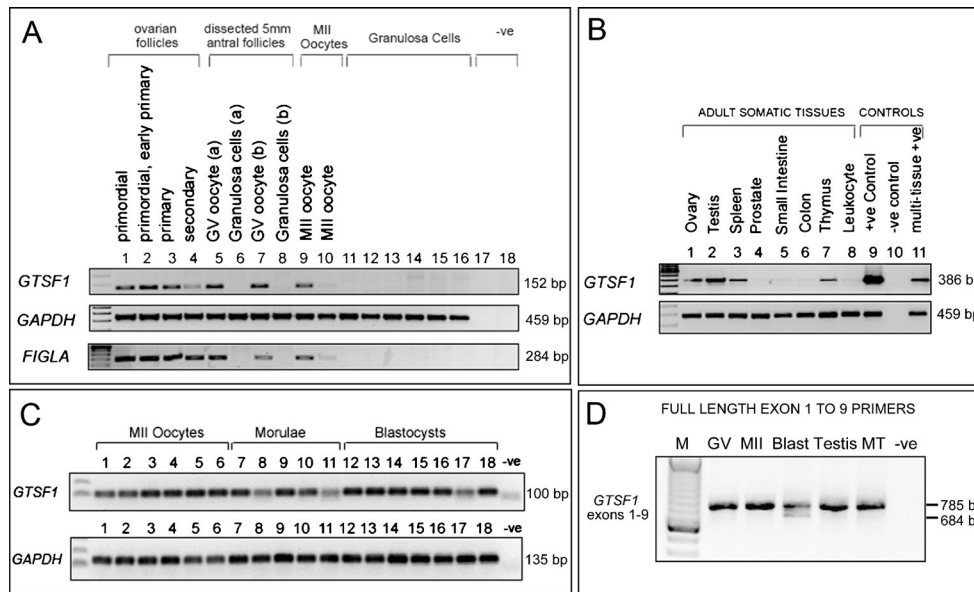 A
ovarian follicles
dissected 5mm antral follicles
MII Oocytes
Granulosa Cells
-ve
primordial
primordial, early primary
primary
secondary
GV oocyte (a)
Granulosa cells (a)
GV oocyte (b)
Granulosa cells (b)
MII oocyte
MII oocyte
1 2 3 4 5 6 7 8 9 10 11 12 13 14 15 16 17 18
GTSF1 152 bp
GAPDH 459 bp
FIGLA 284 bp
B
ADULT SOMATIC TISSUES CONTROLS
Ovary
Testis
Spleen
Prostate
Small Intestine
Colon
Thymus
Leukocyte
+ve Control
-ve control
multi-tissue +ve
1 2 3 4 5 6 7 8 9 10 11
GTSF1 386 b
GAPDH 459 bp
C
MII Oocytes Morulae Blastocysts
1 2 3 4 5 6 7 8 9 10 11 12 13 14 15 16 17 18 -ve
GTSF1 100 bp
1 2 3 4 5 6 7 8 9 10 11 12 13 14 15 16 17 18 -ve
GAPDH 135 bp
D
FULL LENGTH EXON 1 TO 9 PRIMERS
M GV MII Blast Testis MT -ve
GTSF1
exons 1-9
785 b
684 b